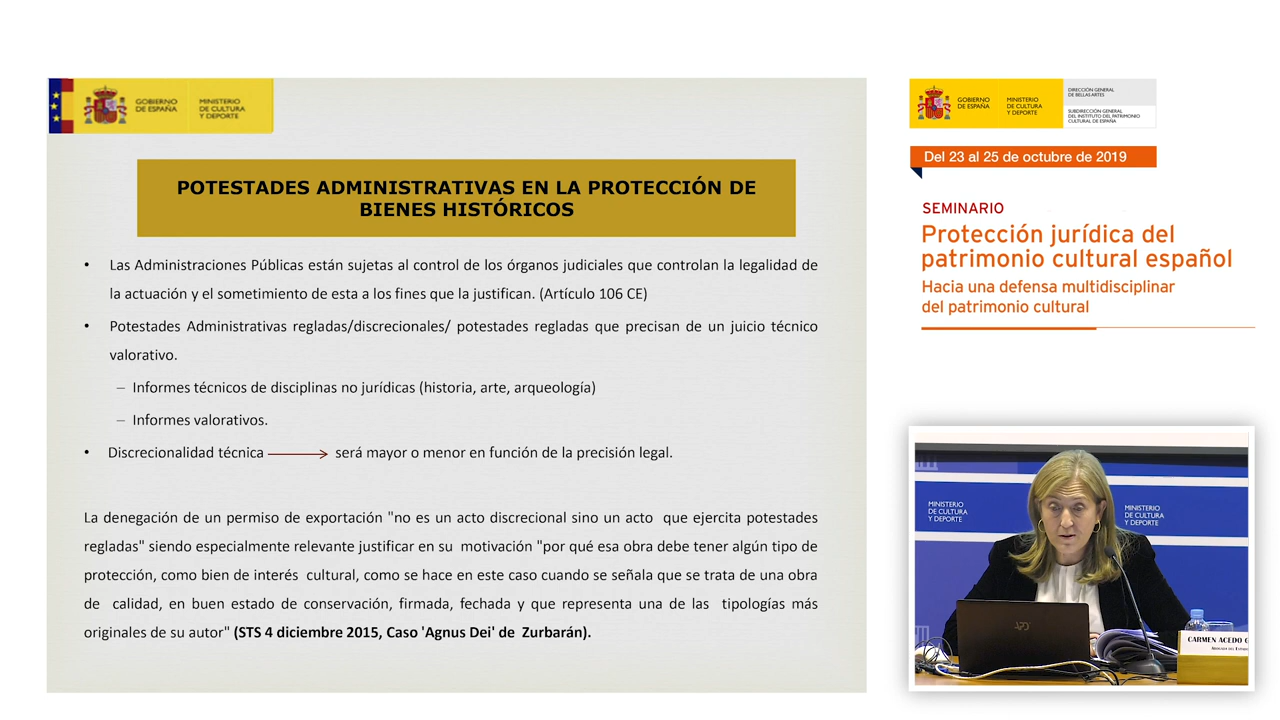 GOBIERNO
DE ESPAÑA
MINISTERIO
DE CULTURA
Y DEPORTE
POTESTADES ADMINISTRATIVAS EN LA PROTECCIÓN DE
BIENES HISTÓRICOS
• Las Administraciones Públicas están sujetas al control de los órganos judiciales que controlan la legalidad de
la actuación y el sometimiento de esta a los fines que la justifican. (Artículo 106 CE)
• Potestades Administrativas regladas/discrecionales/ potestades regladas que precisan de un juicio técnico
valorativo.
– Informes técnicos de disciplinas no jurídicas (historia, arte, arqueología)
– Informes valorativos.
• Discrecionalidad técnica → será mayor o menor en función de la precisión legal.
La denegación de un permiso de exportación "no es un acto discrecional sino un acto que ejercita potestades
regladas" siendo especialmente relevante justificar en su motivación "por qué esa obra debe tener algún tipo de
protección, como bien de interés cultural, como se hace en este caso cuando se señala que se trata de una obra
de calidad, en buen estado de conservación, firmada, fechada y que representa una de las tipologías más
originales de su autor" (STS 4 diciembre 2015, Caso 'Agnus Dei' de Zurbarán).
GOBIERNO
DE ESPAÑA
MINISTERIO
DE CULTURA
Y DEPORTE
DIRECCIÓN GENERAL
DE BELLAS ARTES
SUBDIRECCIÓN GENERAL
DEL INSTITUTO DEL PATRIMONIO
CULTURAL DE ESPAÑA
Del 23 al 25 de octubre de 2019
SEMINARIO
Protección jurídica del
patrimonio cultural español
Hacia una defensa multidisciplinar
del patrimonio cultural
MINISTERIO
DE CULTURA
Y DEPORTE
MINISTERIO
DE CULTURA
Y DEPORTE
CARMEN ACEDO G